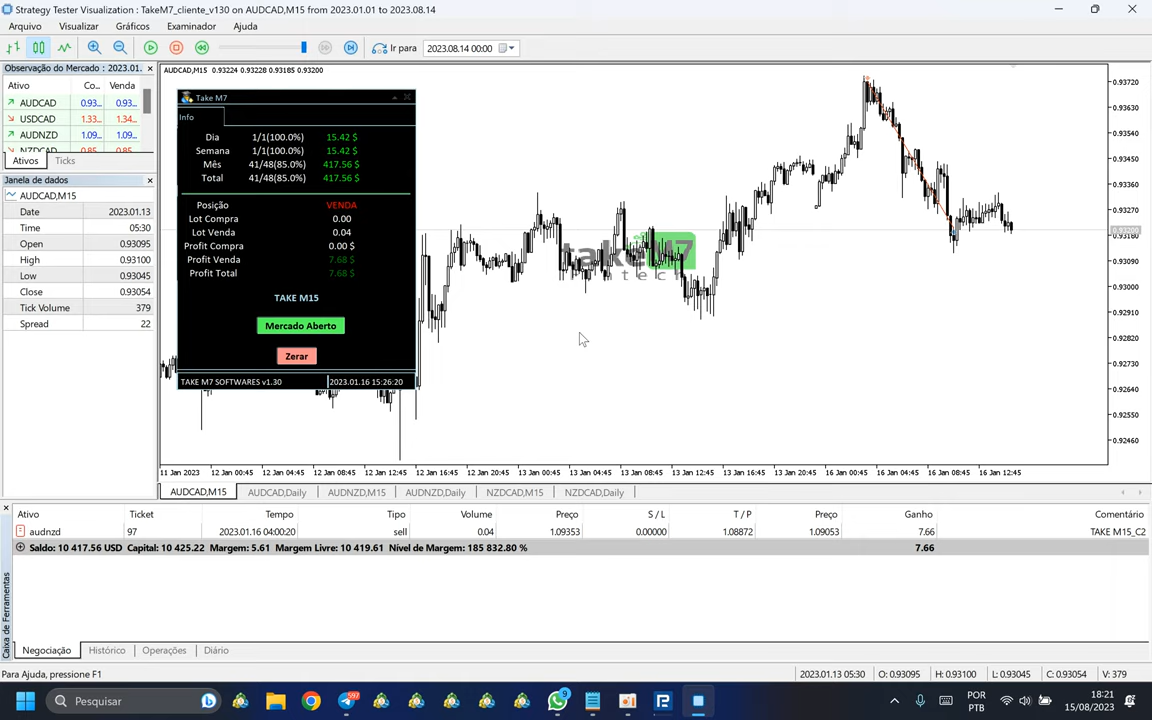 Strategy Tester Visualization: TakeM7_cliente_v130 on AUDCAD,M15 from 2023.01.01 to 2023.08.14
Arquivo Visualizar Gráficos Examinador Ajuda
Ir para 2023.08.14 00:00
Observação do Mercado : 2023.01.
Ativo Co... Venda
AUDCAD 0.93... 0.93...
USDCAD 1.33... 1.34...
AUDNZD 1.09... 1.09...
NZDCAD 0.85 0.85
Ativos Ticks
Janela de dados
AUDCAD,M15
Date 2023.01.13
Time 05:30
Open 0.93095
High 0.93100
Low 0.93045
Close 0.93054
Tick Volume 379
Spread 22
AUDCAD,M15 0.93224 0.93228 0.93185 0.93200
Take M7
Info
Dia 1/1(100.0%) 15.42 $
Semana 1/1(100.0%) 15.42 $
Mês 41/48(85.0%) 417.56 $
Total 41/48(85.0%) 417.56 $
Posição VENDA
Lot Compra 0.00
Lot Venda 0.04
Profit Compra 0.00 $
Profit Venda 7.68 $
Profit Total 7.68 $
TAKE M15
Mercado Aberto
Zerar
TAKE M7 SOFTWARES v1.30 2023.01.16 15:26:20
take M7
tech
0.93720
0.93630
0.93540
0.93450
0.93360
0.93270
0.93200
0.93180
0.93090
0.93000
0.92910
0.92820
0.92730
0.92640
0.92550
0.92460
11 Jan 2023 12 Jan 00:45 12 Jan 04:45 12 Jan 08:45 12 Jan 12:45 12 Jan 16:45 12 Jan 20:45 13 Jan 00:45 13 Jan 04:45 13 Jan 08:45 13 Jan 12:45 13 Jan 16:45 13 Jan 20:45 16 Jan 00:45 16 Jan 04:45 16 Jan 08:45 16 Jan 12:45
AUDCAD,M15 AUDCAD,Daily AUDNZD,M15 AUDNZD,Daily NZDCAD,M15 NZDCAD,Daily
Ativo Ticket Tempo Tipo Volume Preço S / L T / P Preço Ganho Comentário
audnzd 97 2023.01.16 04:00:20 sell 0.04 1.09353 0.00000 1.08872 1.09053 7.66 TAKE M15_C2
Saldo: 10 417.56 USD Capital: 10 425.22 Margem: 5.61 Margem Livre: 10 419.61 Nível de Margem: 185 832.80 % 7.66
Caixa de Ferramentas
Negociação Histórico Operações Diário
Para Ajuda, pressione F1 2023.01.13 05:30 O: 0.93095 H: 0.93100 L: 0.93045 C: 0.93054 V: 379
Pesquisar 597 9 POR
PTB 18:21
15/08/2023